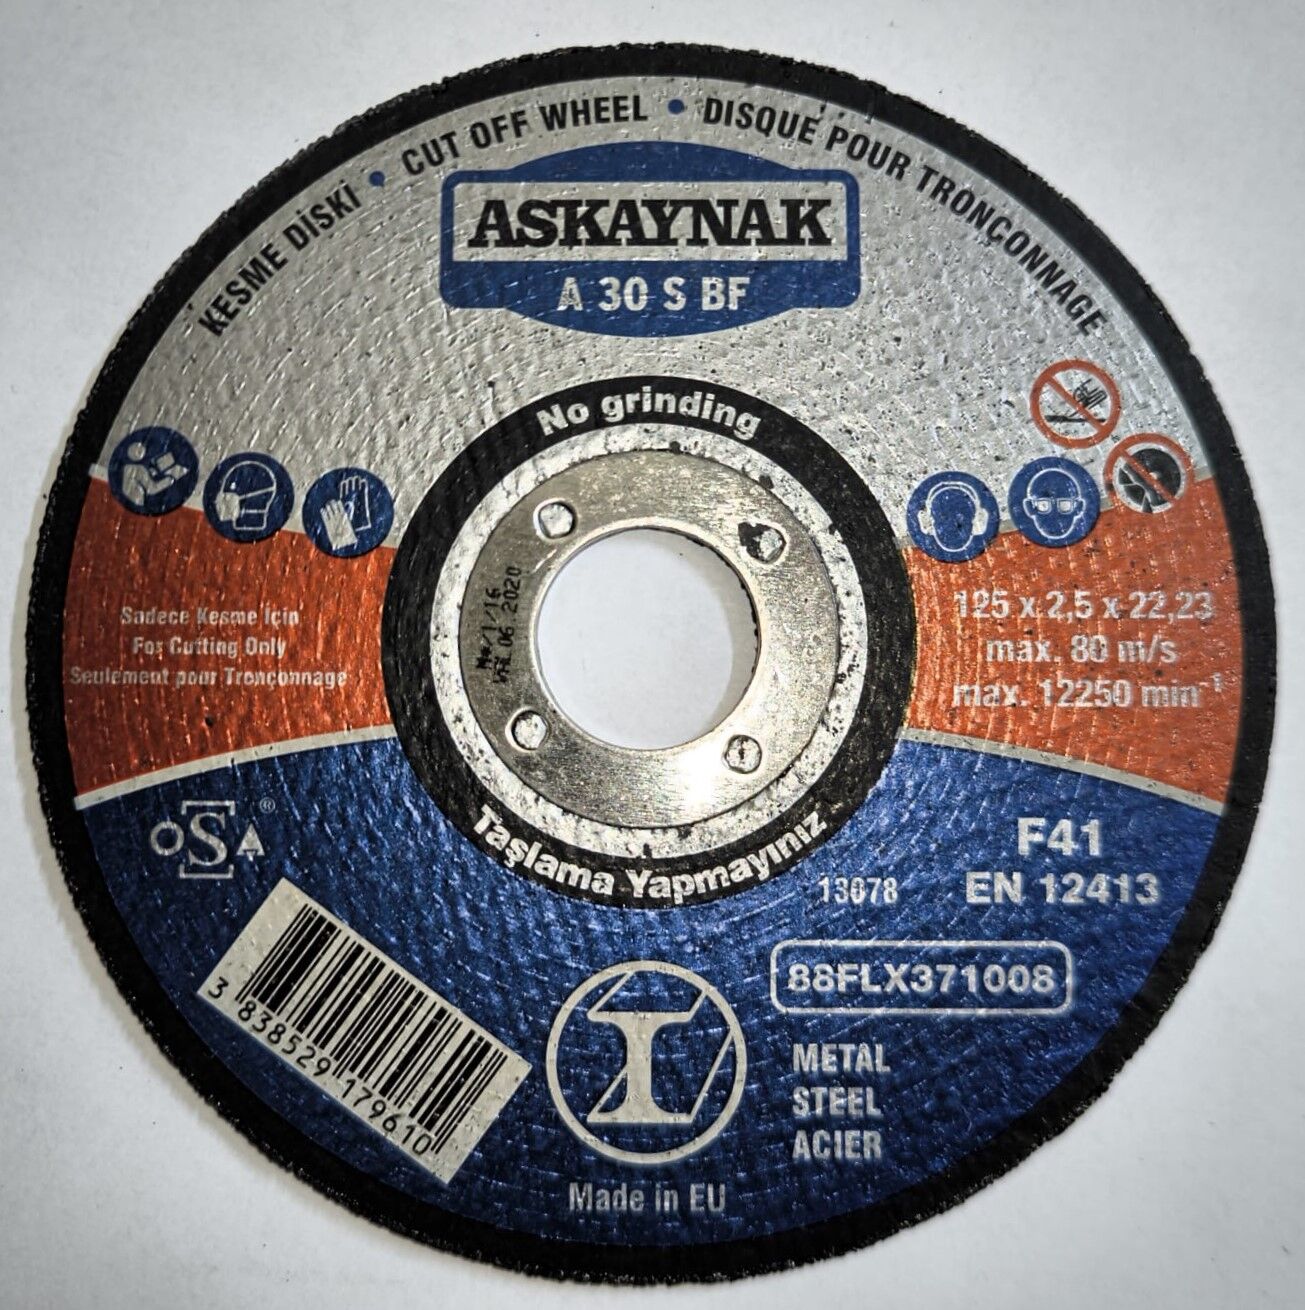 KESME DİSKİ • CUT OFF WHEEL • DISQUE POUR TRONÇONNAGE
ASKAYNAK
A 30 S BF
No grinding
06 2020
Sadece Kesme İçin
For Cutting Only
Seulement pour Tronçonnage
125 x 2,5 x 22,23
max. 80 m/s
max. 12250 min⁻¹
Taşlama Yapmayınız
OSA®
13078
F41
EN 12413
88FLX371008
3 838529 179610
METAL
STEEL
ACIER
Made in EU